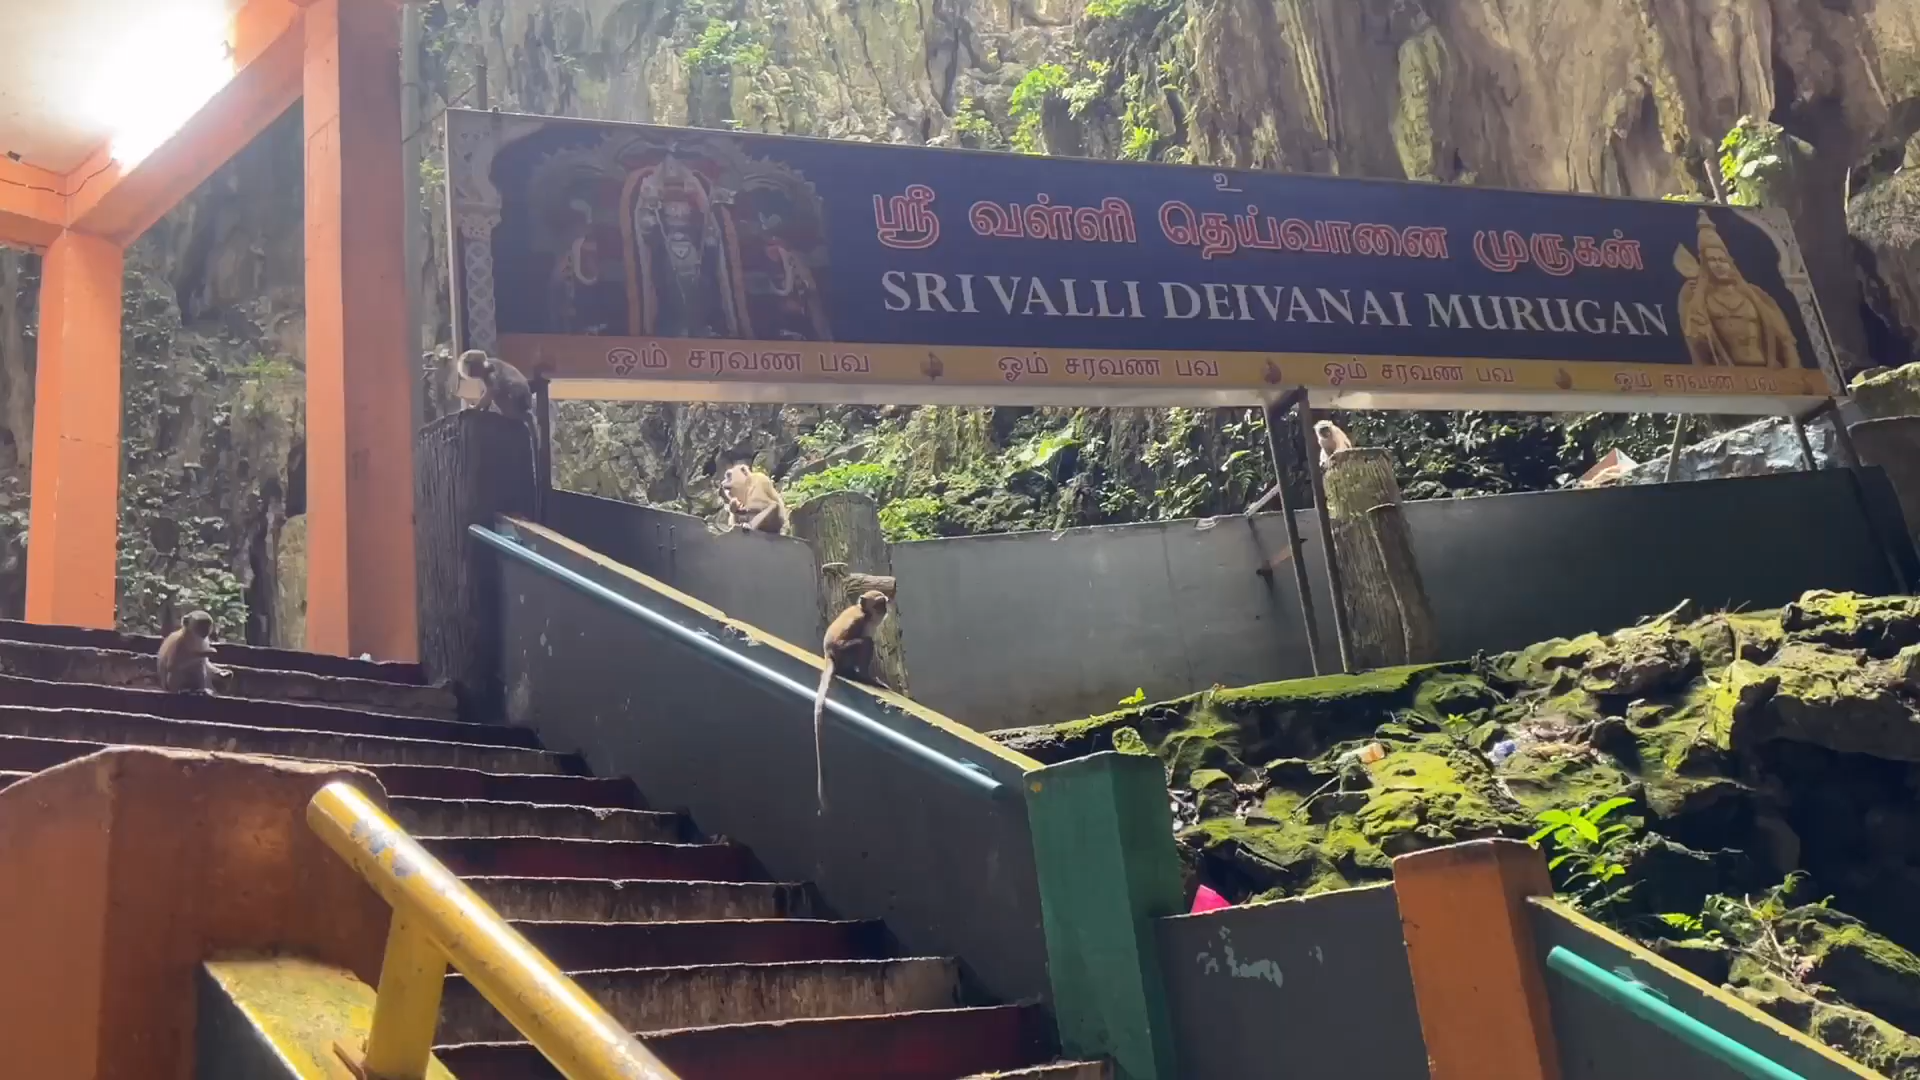 உ
ஸ்ரீ வள்ளி தெய்வானை முருகன்
SRI VALLI DEIVANAI MURUGAN
ஓம் சரவண பவ ஓம் சரவண பவ ஓம் சரவண பவ ஓம் சரவண பவ